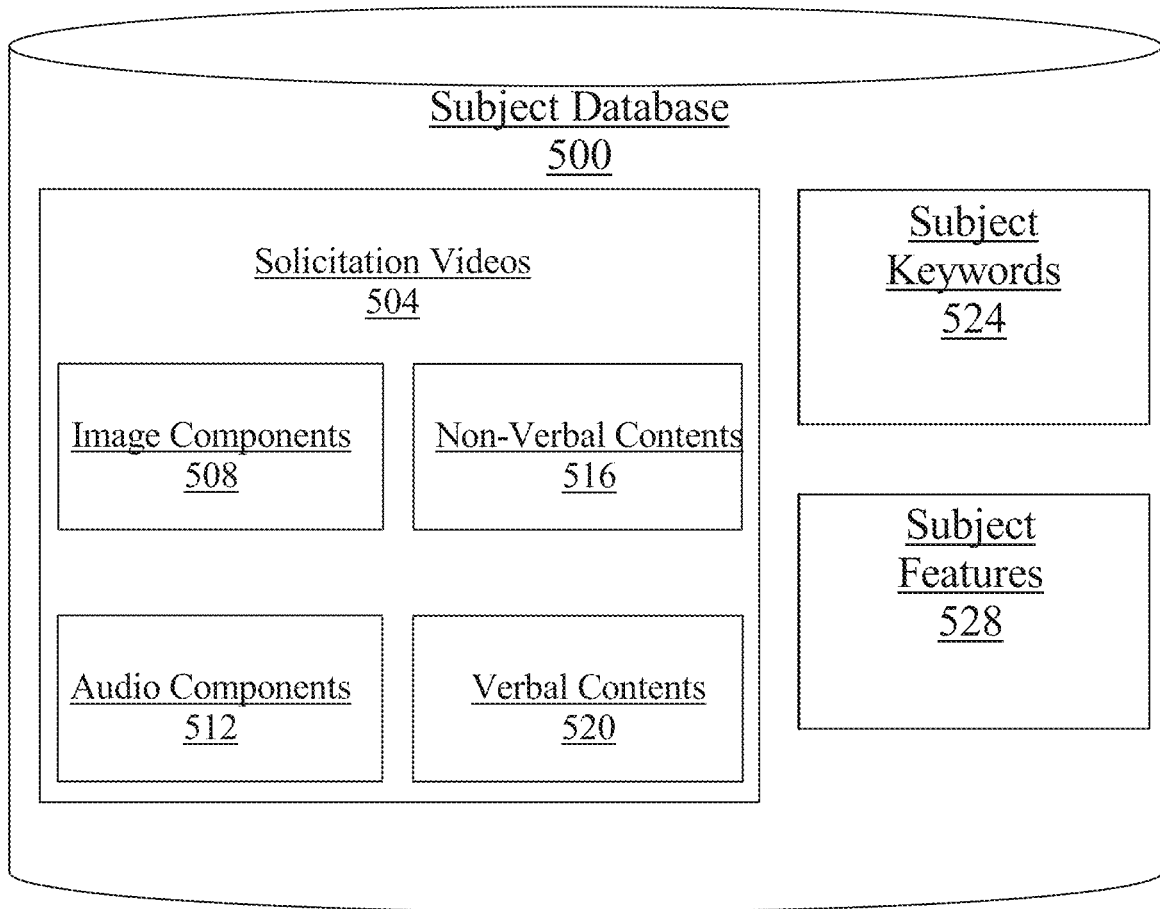 Subject Database
500
Solicitation Videos
504
Image Components
508
Non-Verbal Contents
516
Audio Components
512
Verbal Contents
520
Subject
Keywords
524
Subject
Features
528